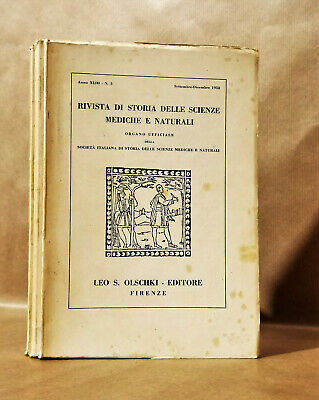 Anno XLIII - N. 3 Settembre-Dicembre 1952
RIVISTA DI STORIA DELLE SCIENZE
MEDICHE E NATURALI
ORGANO UFFICIALE
DELLA
SOCIETÀ ITALIANA DI STORIA DELLE SCIENZE MEDICHE E NATURALI
LEO S. OLSCHKI - EDITORE
FIRENZE